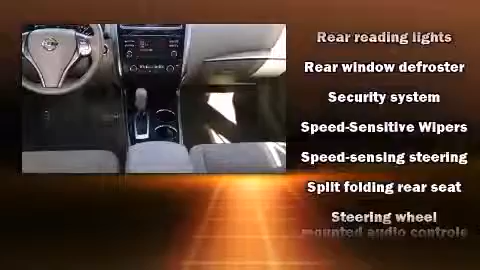 Rear reading lights
Rear window defroster
Security system
Speed-Sensitive Wipers
Speed-sensing steering
Split folding rear seat
Steering wheel
mounted audio controls